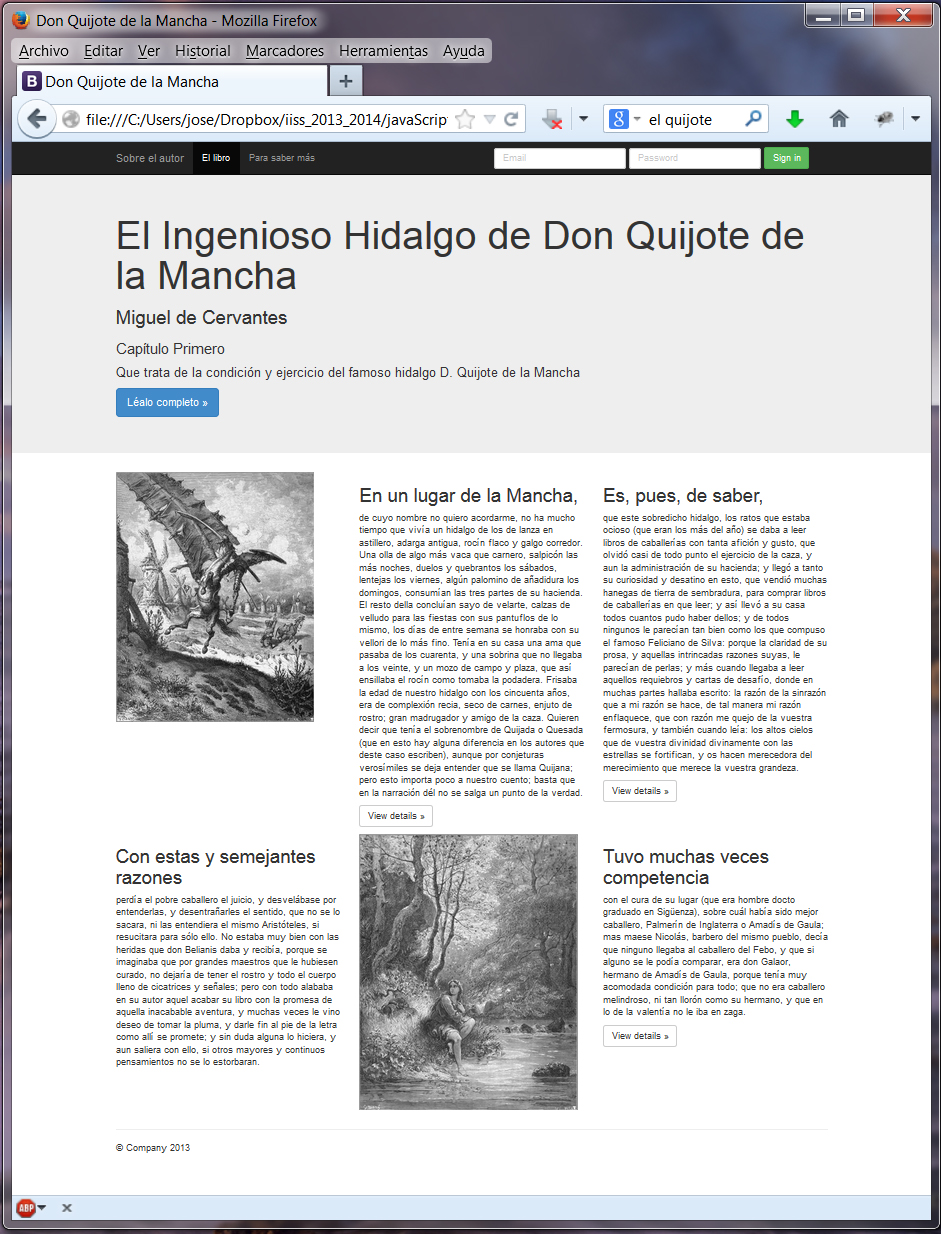 Don Quijote de la Mancha - Mozilla Firefox
Archivo Editar Ver Historial Marcadores Herramientas Ayuda
B Don Quijote de la Mancha +
file:///C:/Users/jose/Dropbox/iiss_2013_2014/javaScrip
8 el quijote
Sobre el autor El libro Para saber más Email Password Sign in
El Ingenioso Hidalgo de Don Quijote de
la Mancha
Miguel de Cervantes
Capítulo Primero
Que trata de la condición y ejercicio del famoso hidalgo D. Quijote de la Mancha
Léalo completo »
En un lugar de la Mancha,
de cuyo nombre no quiero acordarme, no ha mucho
tiempo que vivía un hidalgo de los de lanza en
astillero, adarga antigua, rocín flaco y galgo corredor.
Una olla de algo más vaca que carnero, salpicón las
más noches, duelos y quebrantos los sábados,
lentejas los viernes, algún palomino de añadidura los
domingos, consumían las tres partes de su hacienda.
El resto della concluían sayo de velarte, calzas de
velludo para las fiestas con sus pantuflos de lo
mismo, los días de entre semana se honraba con su
vellori de lo más fino. Tenía en su casa una ama que
pasaba de los cuarenta, y una sobrina que no llegaba
a los veinte, y un mozo de campo y plaza, que así
ensillaba el rocín como tomaba la podadera. Frisaba
la edad de nuestro hidalgo con los cincuenta años,
era de complexión recia, seco de carnes, enjuto de
rostro; gran madrugador y amigo de la caza. Quieren
decir que tenía el sobrenombre de Quijada o Quesada
(que en esto hay alguna diferencia en los autores que
deste caso escriben), aunque por conjeturas
verosímiles se deja entender que se llama Quijana;
pero esto importa poco a nuestro cuento; basta que
en la narración dél no se salga un punto de la verdad.
View details »
Es, pues, de saber,
que este sobredicho hidalgo, los ratos que estaba
ocioso (que eran los más del año) se daba a leer
libros de caballerías con tanta afición y gusto, que
olvidó casi de todo punto el ejercicio de la caza, y
aun la administración de su hacienda; y llegó a tanto
su curiosidad y desatino en esto, que vendió muchas
hanegas de tierra de sembradura, para comprar libros
de caballerías en que leer; y así llevó a su casa
todos cuantos pudo haber dellos; y de todos
ningunos le parecían tan bien como los que compuso
el famoso Feliciano de Silva: porque la claridad de su
prosa, y aquellas intrincadas razones suyas, le
parecían de perlas; y más cuando llegaba a leer
aquellos requiebros y cartas de desafío, donde en
muchas partes hallaba escrito: la razón de la sinrazón
que a mi razón se hace, de tal manera mi razón
enflaquece, que con razón me quejo de la vuestra
fermosura, y también cuando leía: los altos cielos
que de vuestra divinidad divinamente con las
estrellas se fortifican, y os hacen merecedora del
merecimiento que merece la vuestra grandeza.
View details »
Con estas y semejantes
razones
perdía el pobre caballero el juicio, y desvelábase por
entenderlas, y desentrañarles el sentido, que no se lo
sacara, ni las entendiera el mismo Aristóteles, si
resucitara para sólo ello. No estaba muy bien con las
heridas que don Belianis daba y recibía, porque se
imaginaba que por grandes maestros que le hubiesen
curado, no dejaría de tener el rostro y todo el cuerpo
lleno de cicatrices y señales; pero con todo alababa
en su autor aquel acabar su libro con la promesa de
aquella inacabable aventura, y muchas veces le vino
deseo de tomar la pluma, y darle fin al pie de la letra
como allí se promete; y sin duda alguna lo hiciera, y
aun saliera con ello, si otros mayores y continuos
pensamientos no se lo estorbaran.
Tuvo muchas veces
competencia
con el cura de su lugar (que era hombre docto
graduado en Sigüenza), sobre cuál había sido mejor
caballero, Palmerín de Inglaterra o Amadís de Gaula;
mas maese Nicolás, barbero del mismo pueblo, decía
que ninguno llegaba al caballero del Febo, y que si
alguno se le podía comparar, era don Galaor,
hermano de Amadís de Gaula, porque tenía muy
acomodada condición para todo; que no era caballero
melindroso, ni tan llorón como su hermano, y que en
lo de la valentía no le iba en zaga.
View details »
© Company 2013
ABP